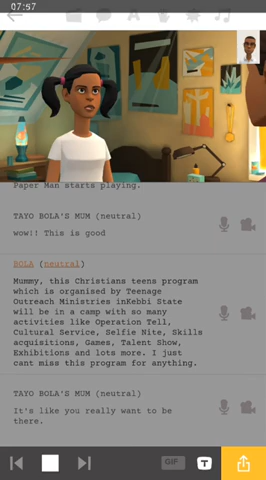 07:57
A
Paper Man starts playing.
TAYO BOLA'S MUM (neutral)
wow!! This is good
BOLA (neutral)
Mummy, this Christians teens program
which is organised by Teenage
Outreach Ministries inKebbi State
will be in a camp with so many
activities like Operation Tell,
Cultural Service, Selfie Nite, Skills
acquisitions, Games, Talent Show,
Exhibitions and lots more. I just
cant miss this program for anything.
TAYO BOLA'S MUM (neutral)
It's like you really want to be
there.
GIF
T